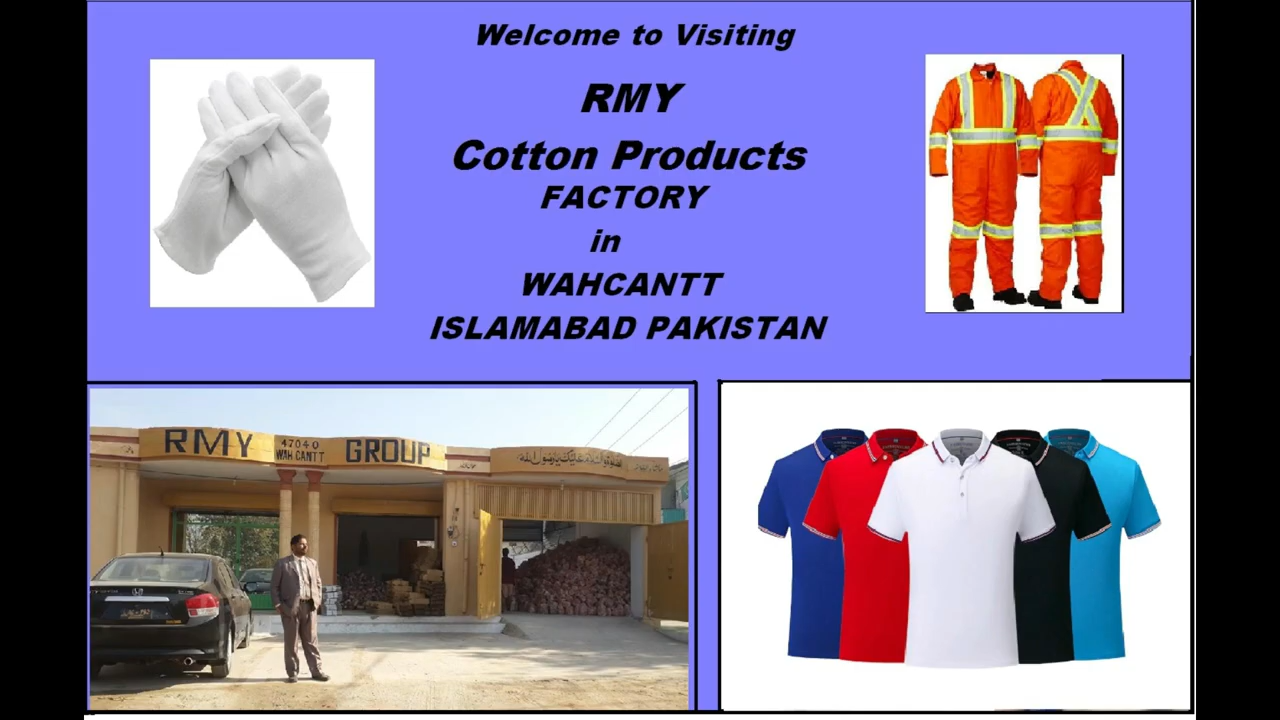 Welcome to Visiting
RMY
Cotton Products
FACTORY
in
WAHCANTT
ISLAMABAD PAKISTAN
RMY
47040
WAH CANTT
GROUP